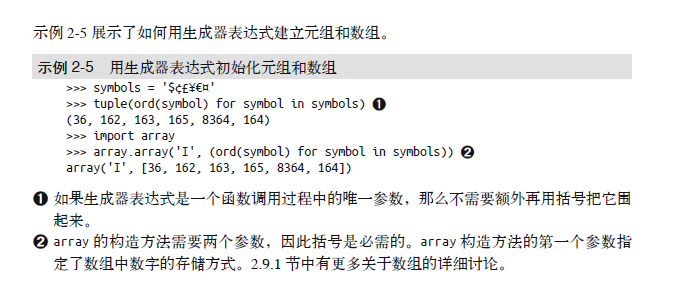 示例 2-5 展示了如何用生成器表达式建立元组和数组。
示例 2-5 用生成器表达式初始化元组和数组
>>> symbols = '$¢£¥€¤'
>>> tuple(ord(symbol) for symbol in symbols) ❶
(36, 162, 163, 165, 8364, 164)
>>> import array
>>> array.array('I', (ord(symbol) for symbol in symbols)) ❷
array('I', [36, 162, 163, 165, 8364, 164])
❶ 如果生成器表达式是一个函数调用过程中的唯一参数，那么不需要额外再用括号把它围
起来。
❷ array 的构造方法需要两个参数，因此括号是必需的。array 构造方法的第一个参数指
定了数组中数字的存储方式。2.9.1 节中有更多关于数组的详细讨论。